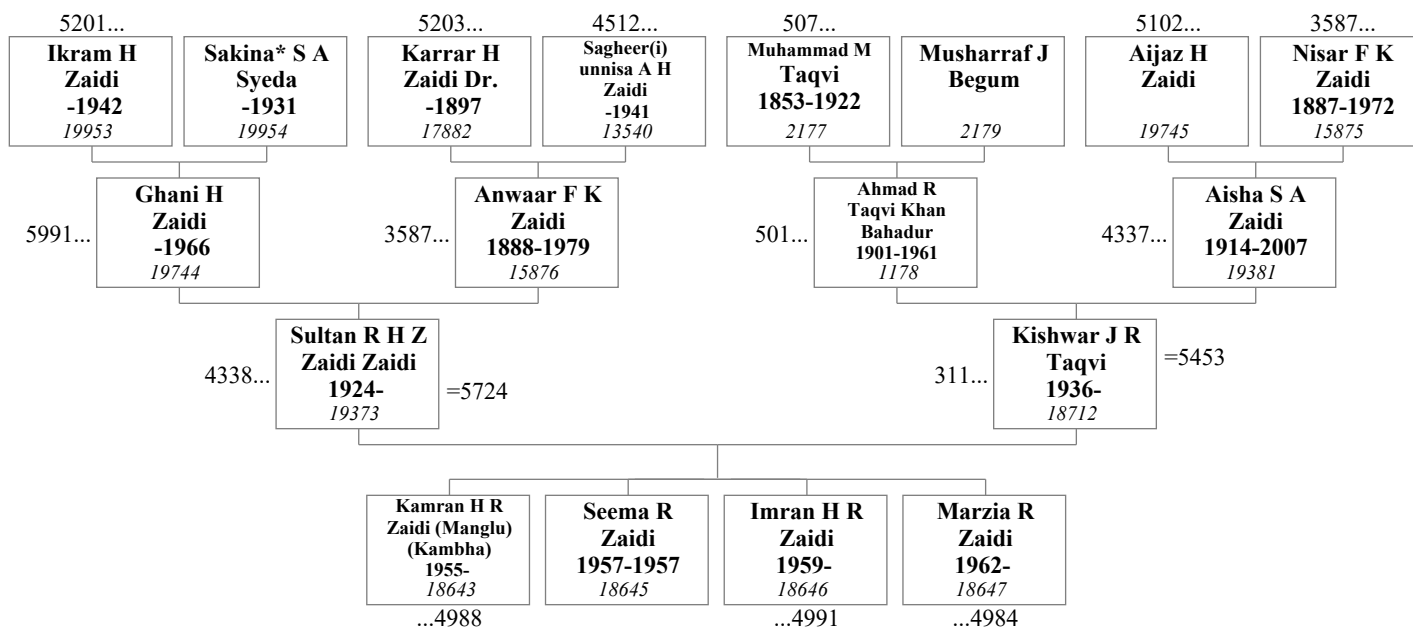 5201...
5203...
4512...
507...
5102...
3587...
Ikram H
Zaidi
-1942
19953
Sakina* S A
Syeda
-1931
19954
Karrar H
Zaidi Dr.
-1897
17882
Sagheer(i)
unnisa A H
Zaidi
-1941
13540
Muhammad M
Taqvi
1853-1922
2177
Musharraf J
Begum
2179
Aijaz H
Zaidi
19745
Nisar F K
Zaidi
1887-1972
15875
5991...
Ghani H
Zaidi
-1966
19744
3587...
Anwaar F K
Zaidi
1888-1979
15876
501...
Ahmad R
Taqvi Khan
Bahadur
1901-1961
1178
4337...
Aisha S A
Zaidi
1914-2007
19381
4338...
Sultan R H Z
Zaidi Zaidi
1924-
19373
=5724
311...
Kishwar J R
Taqvi
1936-
18712
=5453
Kamran H R
Zaidi (Manglu)
(Kambha)
1955-
18643
Seema R
Zaidi
1957-1957
18645
Imran H R
Zaidi
1959-
18646
Marzia R
Zaidi
1962-
18647
...4988
...4991
...4984